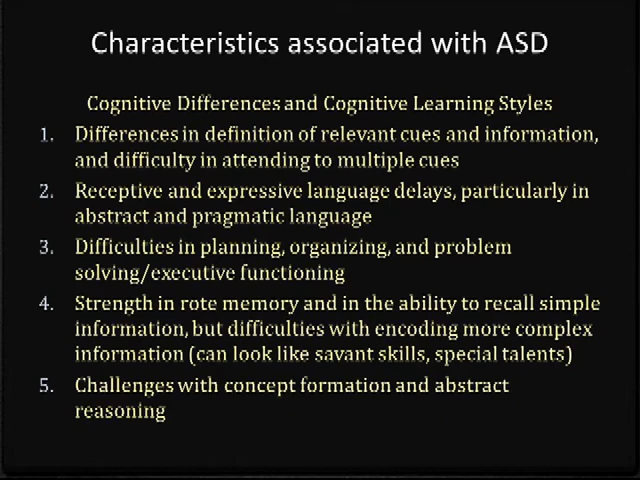 Characteristics associated with ASD
Cognitive Differences and Cognitive Learning Styles
1. Differences in definition of relevant cues and information,
and difficulty in attending to multiple cues
2. Receptive and expressive language delays, particularly in
abstract and pragmatic language
3. Difficulties in planning, organizing, and problem
solving/executive functioning
4. Strength in rote memory and in the ability to recall simple
information, but difficulties with encoding more complex
information (can look like savant skills, special talents)
5. Challenges with concept formation and abstract
reasoning